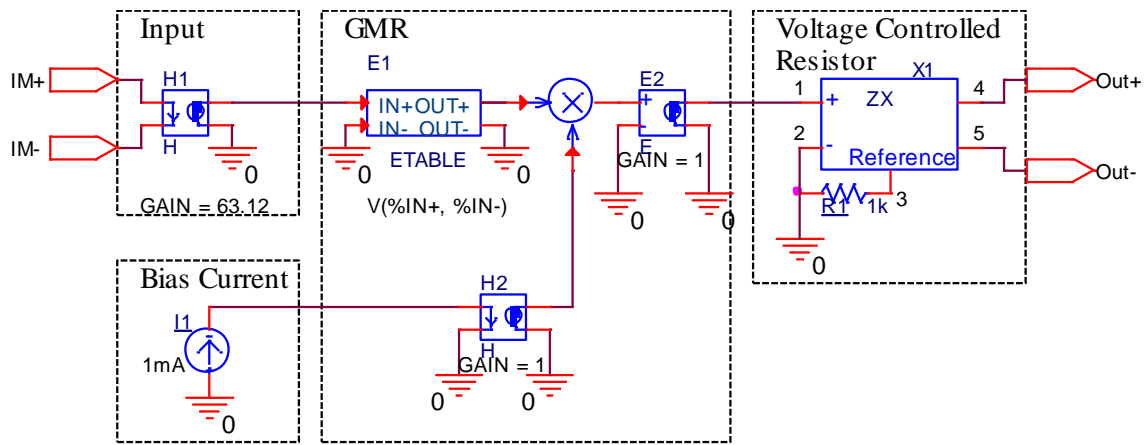 Input
GMR
Voltage Controlled
Resistor
IM+
IM-
H1
H
0
GAIN = 63.12
E1
IN+OUT+
IN- OUT-
0
0
ETABLE
V(%IN+, %IN-)
E2
E
GAIN = 1
0
0
X1
ZX
1
+
2
-
Reference
4
5
3
R1
1k
0
Out+
Out-
Bias Current
I1
1mA
0
H2
H
GAIN = 1
0
0